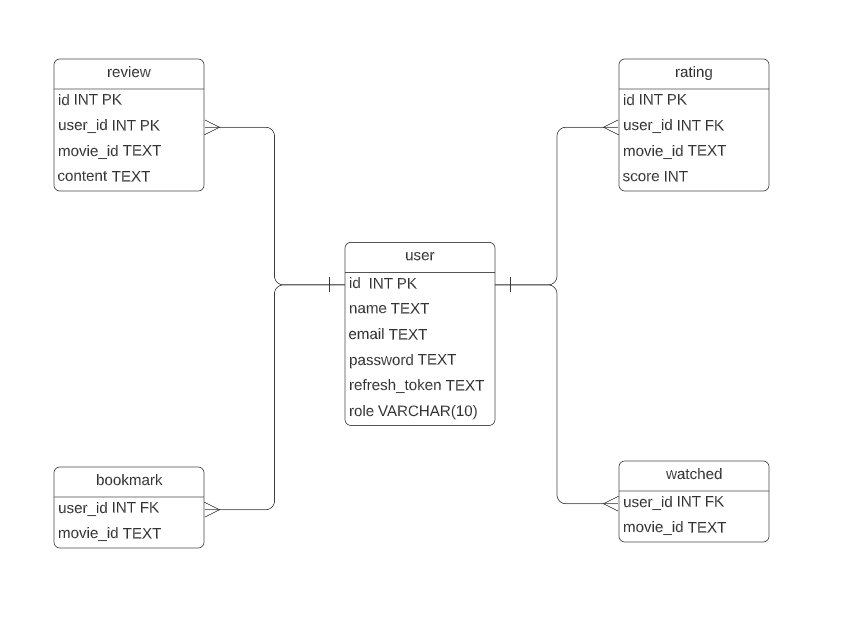 review
id INT PK
user_id INT PK
movie_id TEXT
content TEXT
rating
id INT PK
user_id INT FK
movie_id TEXT
score INT
user
id INT PK
name TEXT
email TEXT
password TEXT
refresh_token TEXT
role VARCHAR(10)
bookmark
user_id INT FK
movie_id TEXT
watched
user_id INT FK
movie_id TEXT